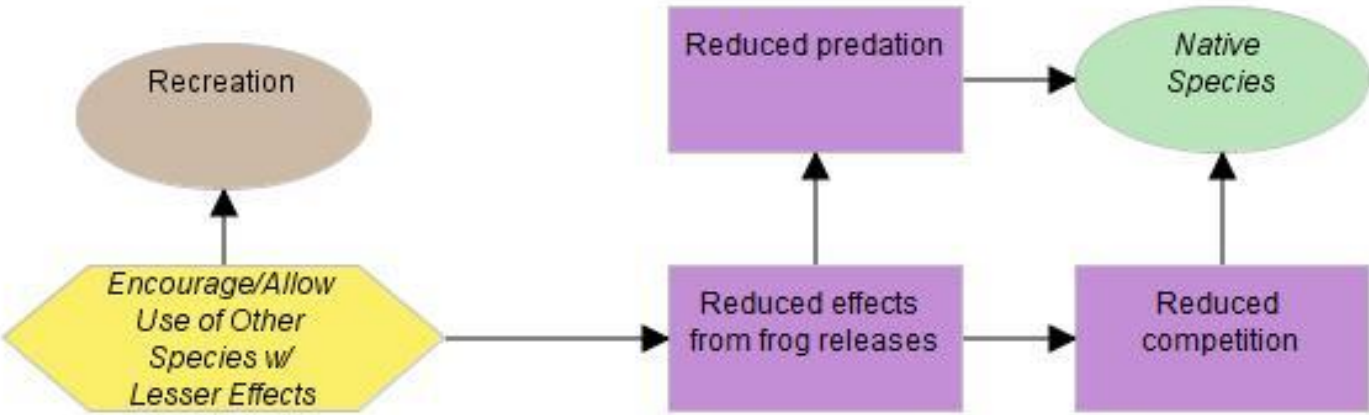 Recreation
Reduced predation
Native
Species
Encourage/Allow
Use of Other
Species w/
Lesser Effects
Reduced effects
from frog releases
Reduced
competition